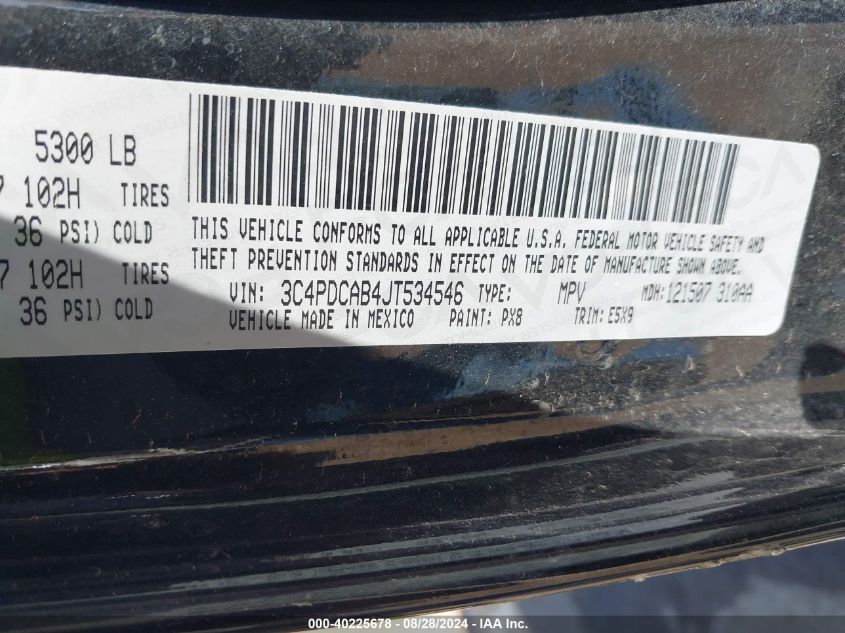 5300 LB
102H TIRES
36 PSI) COLD
102H TIRES
36 PSI) COLD
THIS VEHICLE CONFORMS TO ALL APPLICABLE U.S.A. FEDERAL MOTOR VEHICLE SAFETY AND
THEFT PREVENTION STANDARDS IN EFFECT ON THE DATE OF MANUFACTURE SHOWN ABOVE.
VIN: 3C4PDCAB4JT534546 TYPE: MPV MDH: 121507 310AA
VEHICLE MADE IN MEXICO PAINT: PX8 TRIM: E5X9
000-40225678 - 08/28/2024 - IAA Inc.